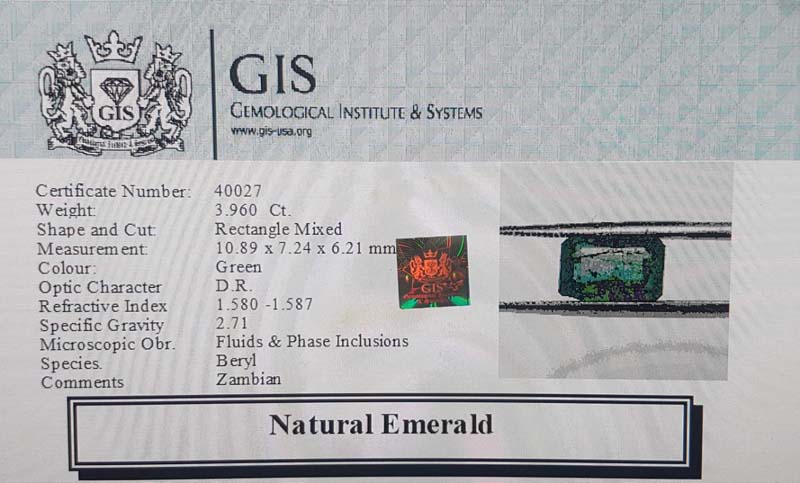 GIS
GIS
GEMOLOGICAL INSTITUTE & SYSTEMS
www.gis-usa.org
Certificate Number: 40027
Weight: 3.960 Ct.
Shape and Cut: Rectangle Mixed
Measurement: 10.89 x 7.24 x 6.21 mm
Colour: Green
Optic Character D.R.
Refractive Index 1.580 -1.587
Specific Gravity 2.71
Microscopic Obr. Fluids & Phase Inclusions
Species. Beryl
Comments Zambian
GIS
Natural Emerald